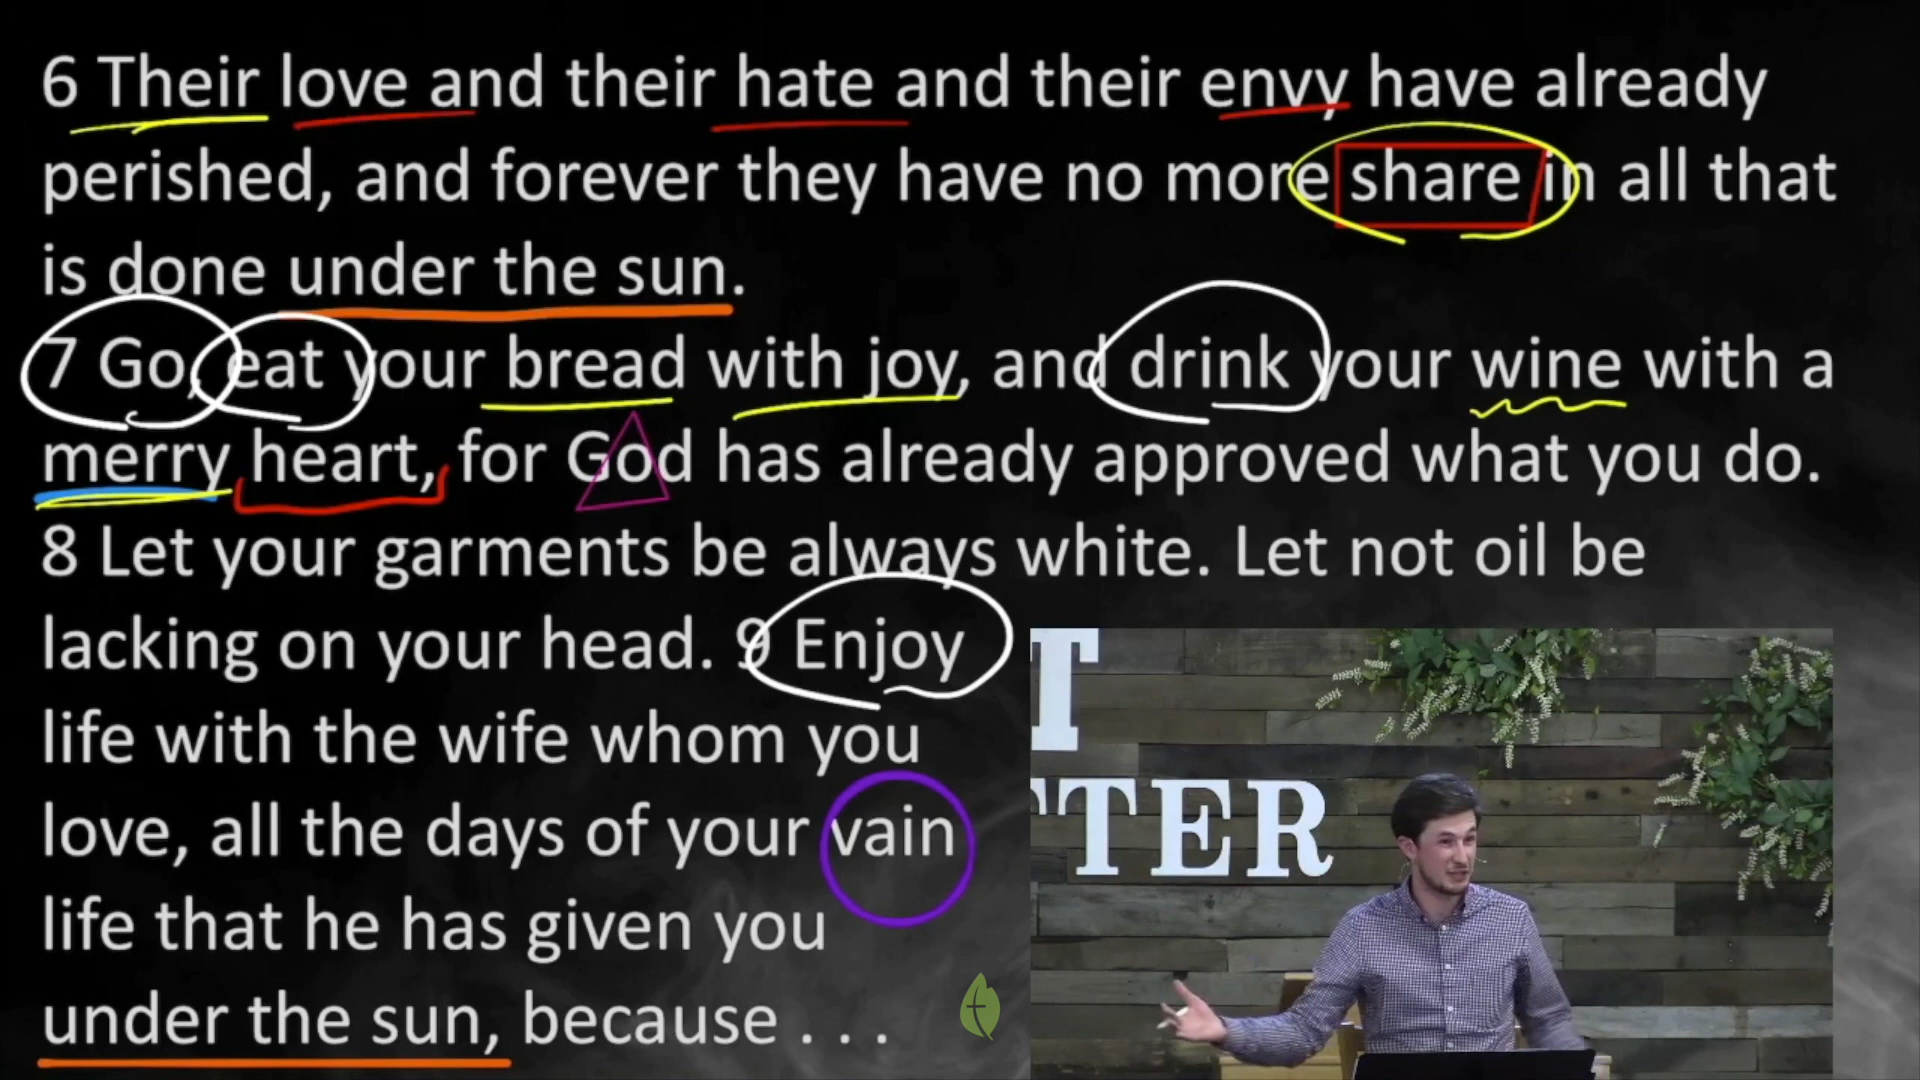 6 Their love and their hate and their envy have already
perished, and forever they have no more share in all that
is done under the sun.
7 Go, eat your bread with joy, and drink your wine with a
merry heart, for God has already approved what you do.
8 Let your garments be always white. Let not oil be
lacking on your head. 9 Enjoy
life with the wife whom you
love, all the days of your vain
life that he has given you
under the sun, because . . .
T
TTER